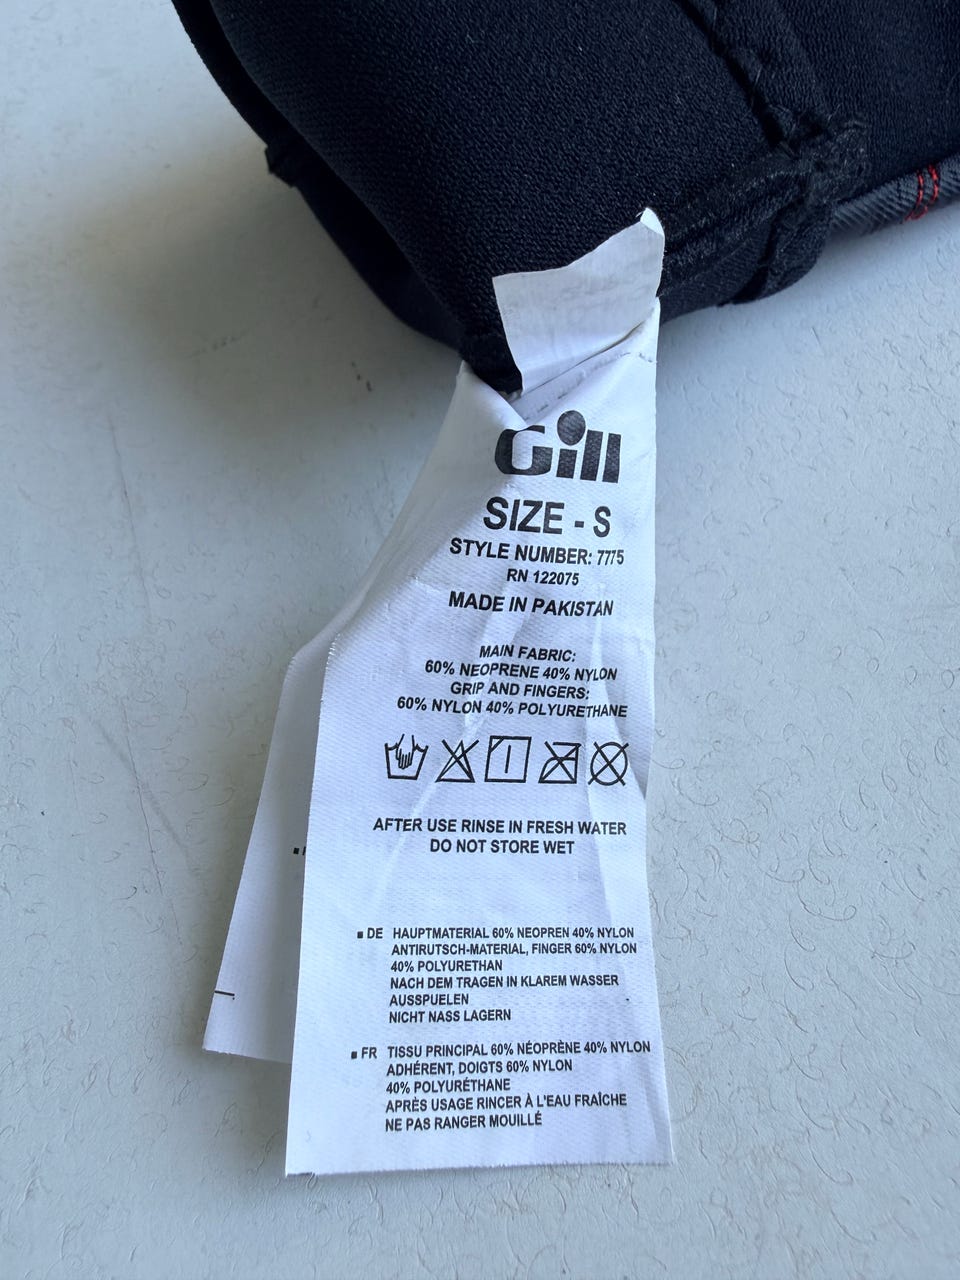 Gill
SIZE - S
STYLE NUMBER: 7775
RN 122075
MADE IN PAKISTAN
MAIN FABRIC:
60% NEOPRENE 40% NYLON
GRIP AND FINGERS:
60% NYLON 40% POLYURETHANE
AFTER USE RINSE IN FRESH WATER
DO NOT STORE WET
▪ DE HAUPTMATERIAL 60% NEOPREN 40% NYLON
ANTIRUTSCH-MATERIAL, FINGER 60% NYLON
40% POLYURETHAN
NACH DEM TRAGEN IN KLAREM WASSER
AUSSPUELEN
NICHT NASS LAGERN
▪ FR TISSU PRINCIPAL 60% NÉOPRÈNE 40% NYLON
ADHÉRENT, DOIGTS 60% NYLON
40% POLYURÉTHANE
APRÈS USAGE RINCER À L'EAU FRAÎCHE
NE PAS RANGER MOUILLÉ